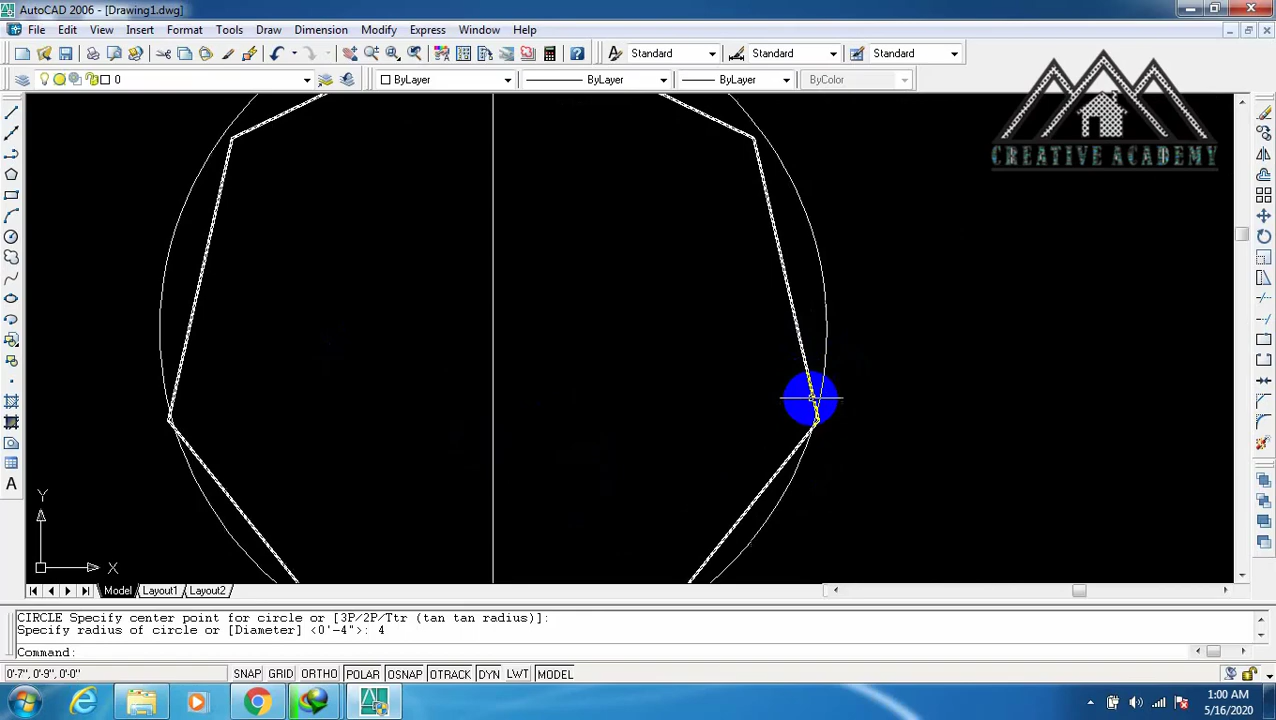 AutoCAD 2006 - [Drawing1.dwg]
File Edit View Insert Format Tools Draw Dimension Modify Express Window Help
Standard Standard Standard
0 ByLayer ByLayer ByLayer ByColor
CREATIVE ACADEMY
A
Y
X
Model Layout1 Layout2
CIRCLE Specify center point for circle or [3P/2P/Ttr (tan tan radius)]:
Specify radius of circle or [Diameter] <0'-4">: 4
Command:
0'-7", 0'-9", 0'-0" SNAP GRID ORTHO POLAR OSNAP OTRACK DYN LWT MODEL
1:00 AM
5/16/2020